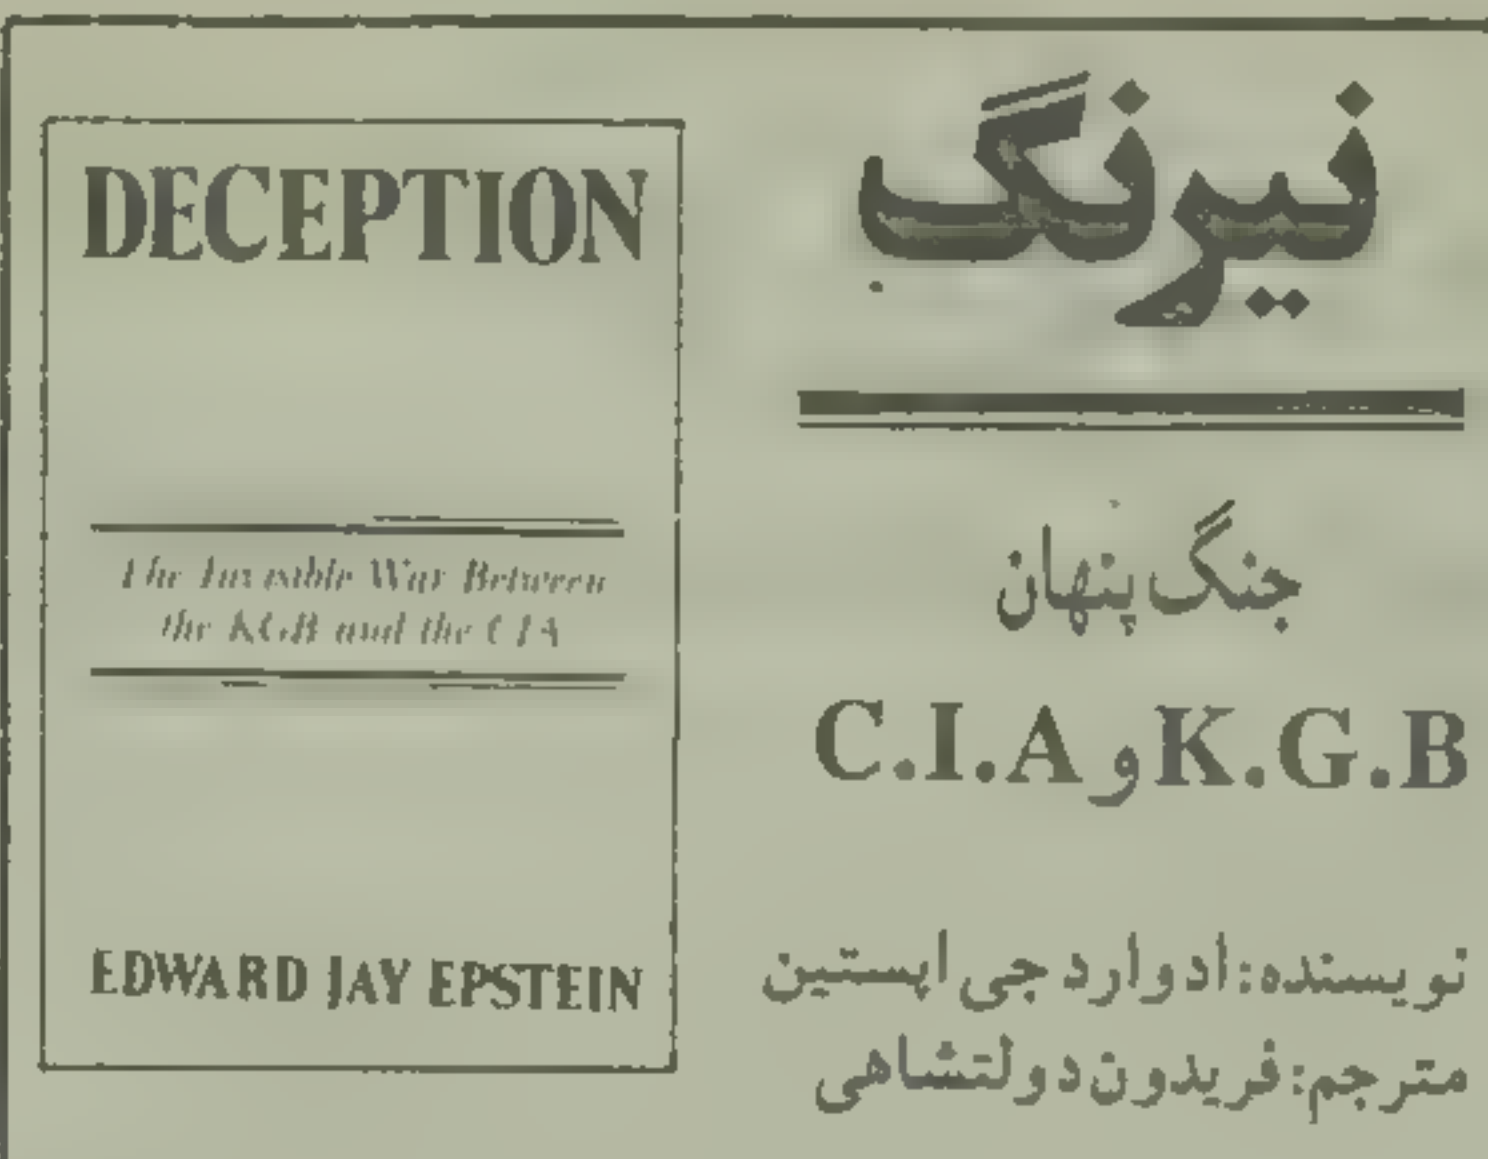 DECEPTION
The Invisible War Between
the KGB and the CIA
EDWARD JAY EPSTEIN
نیرنگ
جنگ پنهان
K.G.B و C.I.A
نویسنده: ادوارد جی اپستین
مترجم: فریدون دولتشاهی